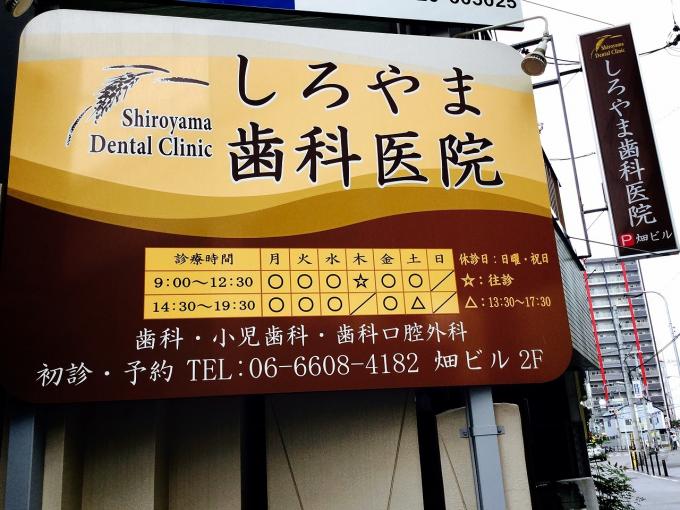 063625
Shiroyama
Dental Clinic
しろやま
歯科医院
診療時間 月 火 水 木 金 土 日
9:00～12:30 ○ ○ ○ ☆ ○ ○ ／
14:30～19:30 ○ ○ ○ ／ ○ △ ／
休診日：日曜・祝日
☆：往診
△：13:30～17:30
歯科・小児歯科・歯科口腔外科
初診・予約 TEL:06-6608-4182 畑ビル 2F
Shiroyama
Dental Clinic
しろやま歯科医院
P 畑ビル